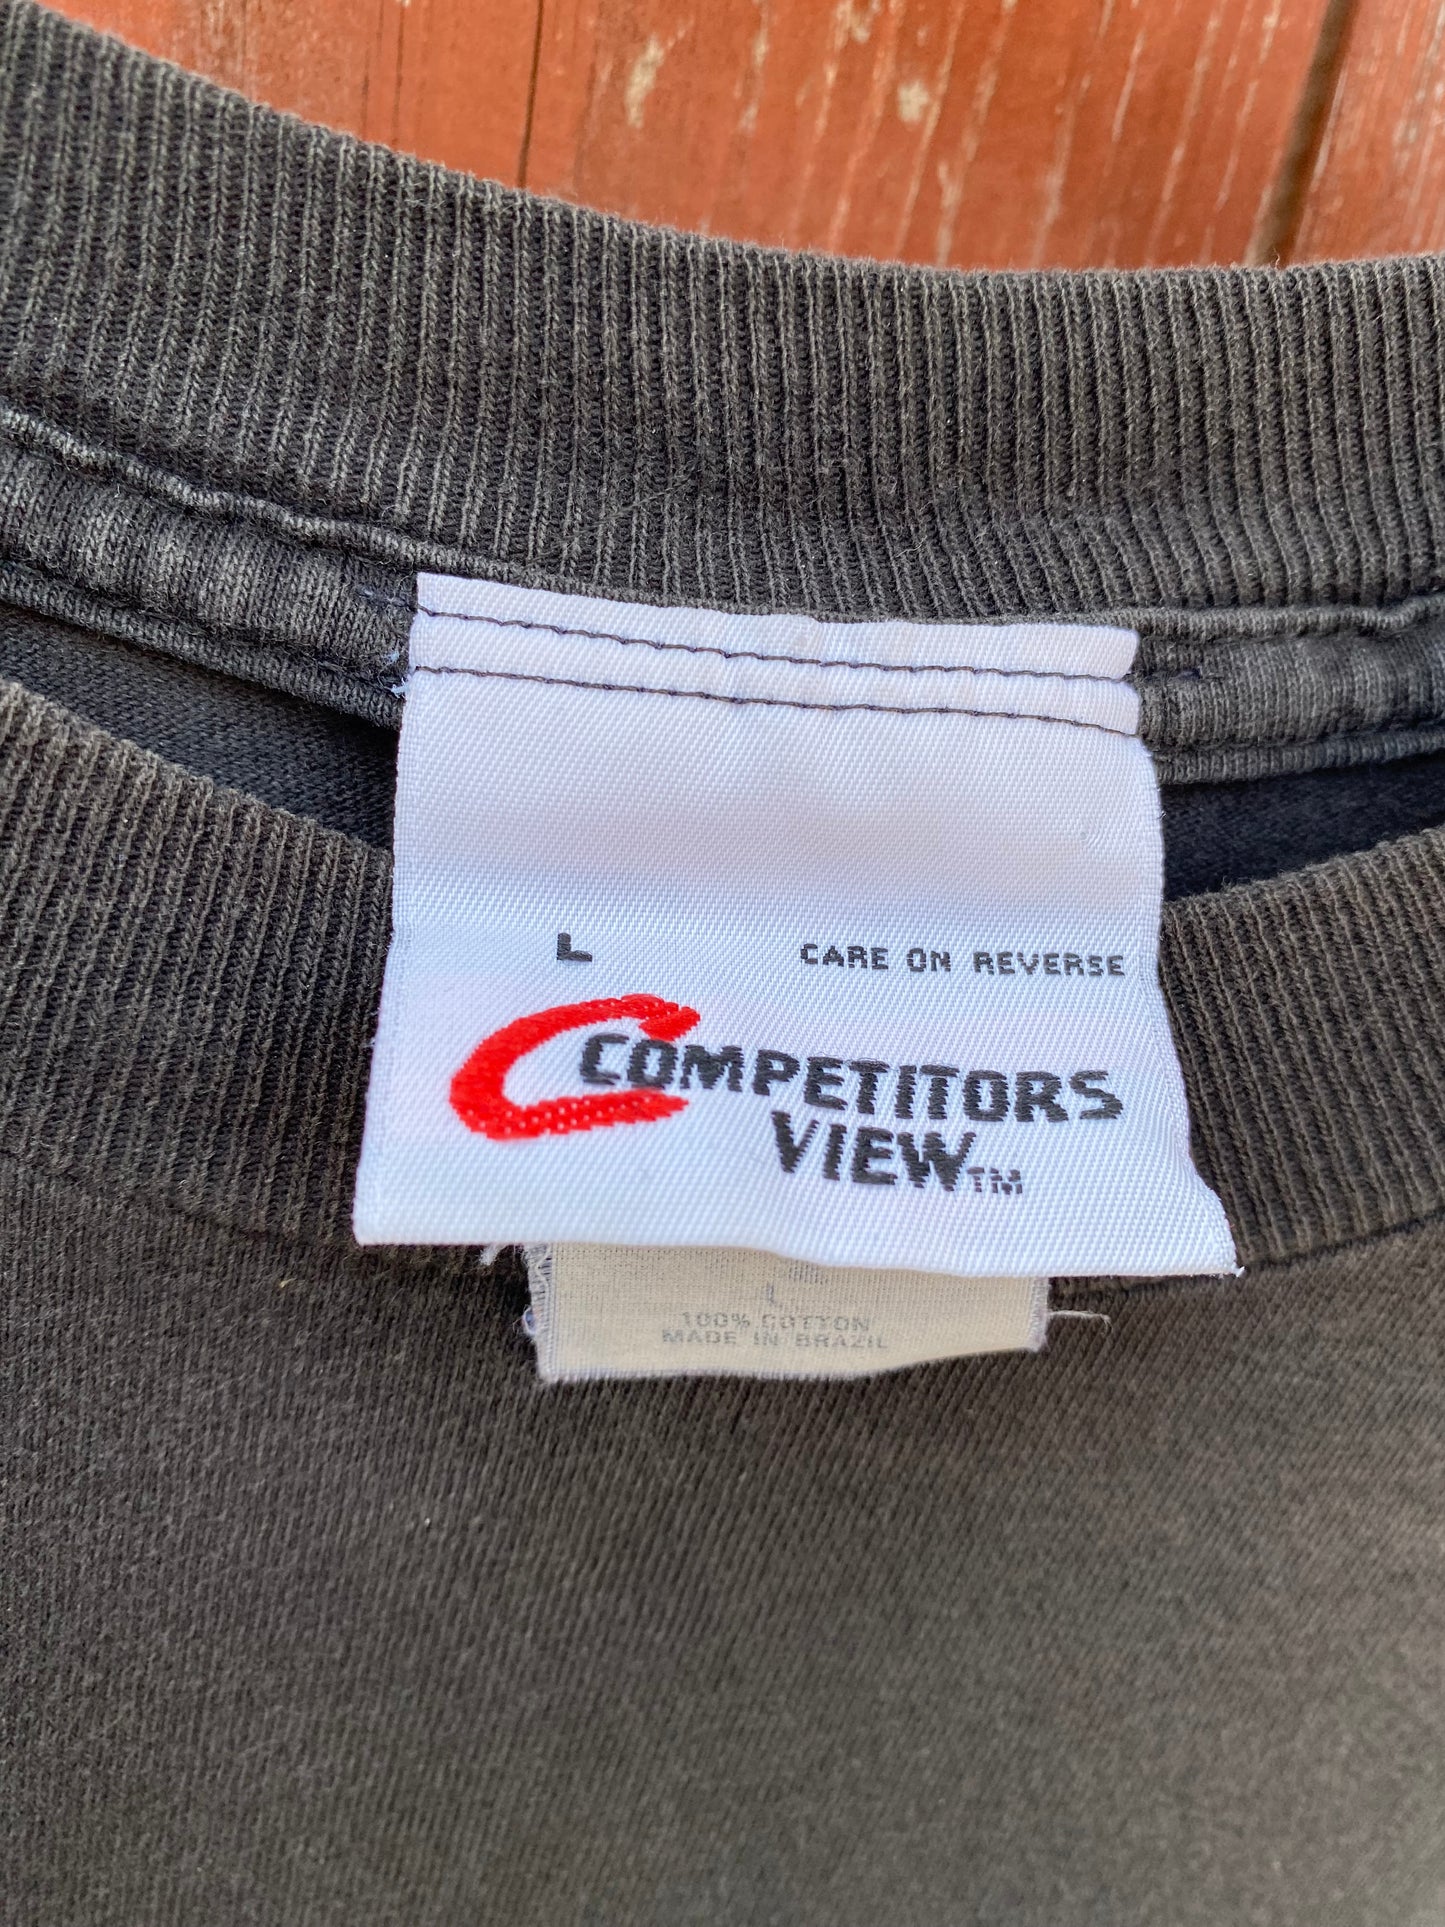 L CARE ON REVERSE
COMPETITORS
VIEW™
L
100% COTTON
MADE IN BRAZIL